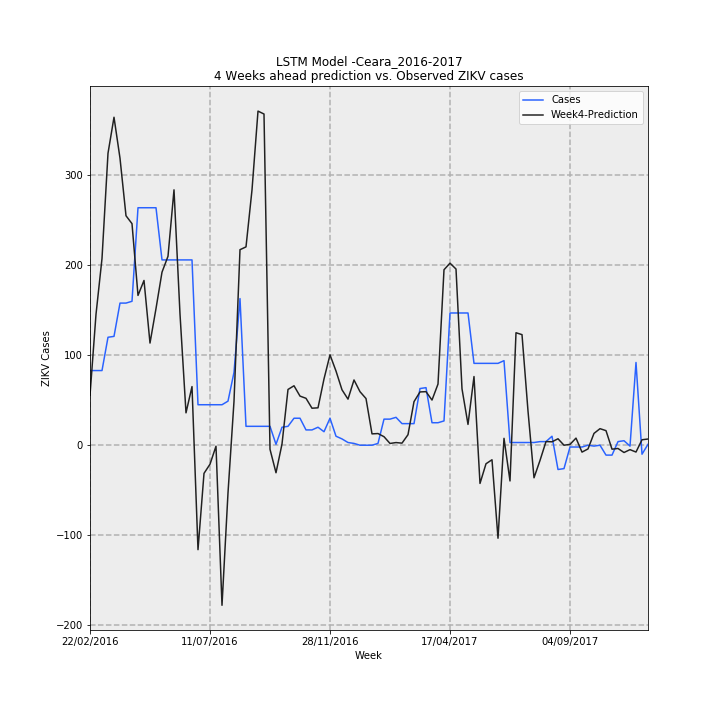 LSTM Model -Ceara_2016-2017
4 Weeks ahead prediction vs. Observed ZIKV cases
Cases
Week4-Prediction
300
200
100
0
−100
−200
ZIKV Cases
22/02/2016
11/07/2016
28/11/2016
17/04/2017
04/09/2017
Week